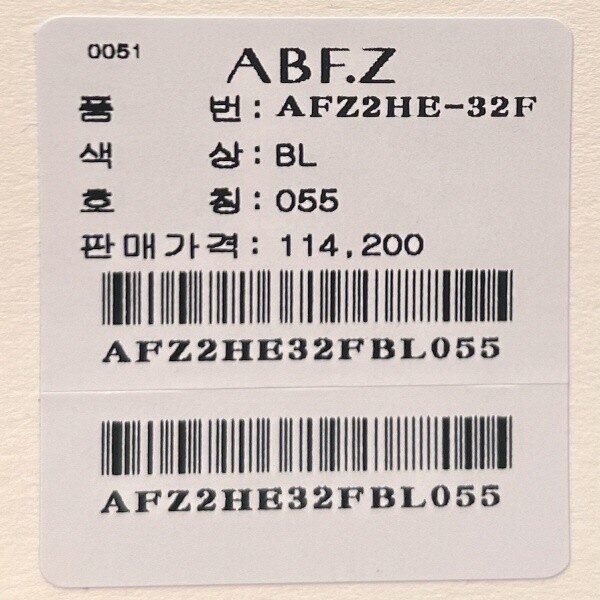 0051
ABF.Z
품 번: AFZ2HE-32F
색 상: BL
호 칭: 055
판매가격: 114,200
AFZ2HE32FBL055
AFZ2HE32FBL055